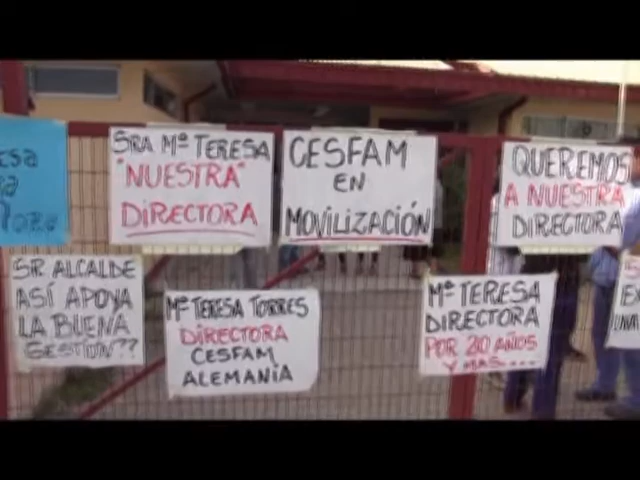 SRA Mª TERESA
"NUESTRA"
DIRECTORA
CESFAM
EN
MOVILIZACIÓN
QUEREMOS
A NUESTRA
DIRECTORA
SR ALCALDE
ASÍ APOYA
LA BUENA
GESTIÓN??
Mª TERESA TORRES
DIRECTORA
CESFAM
ALEMANIA
Mª TERESA
DIRECTORA
POR 20 AÑOS
Y MAS....